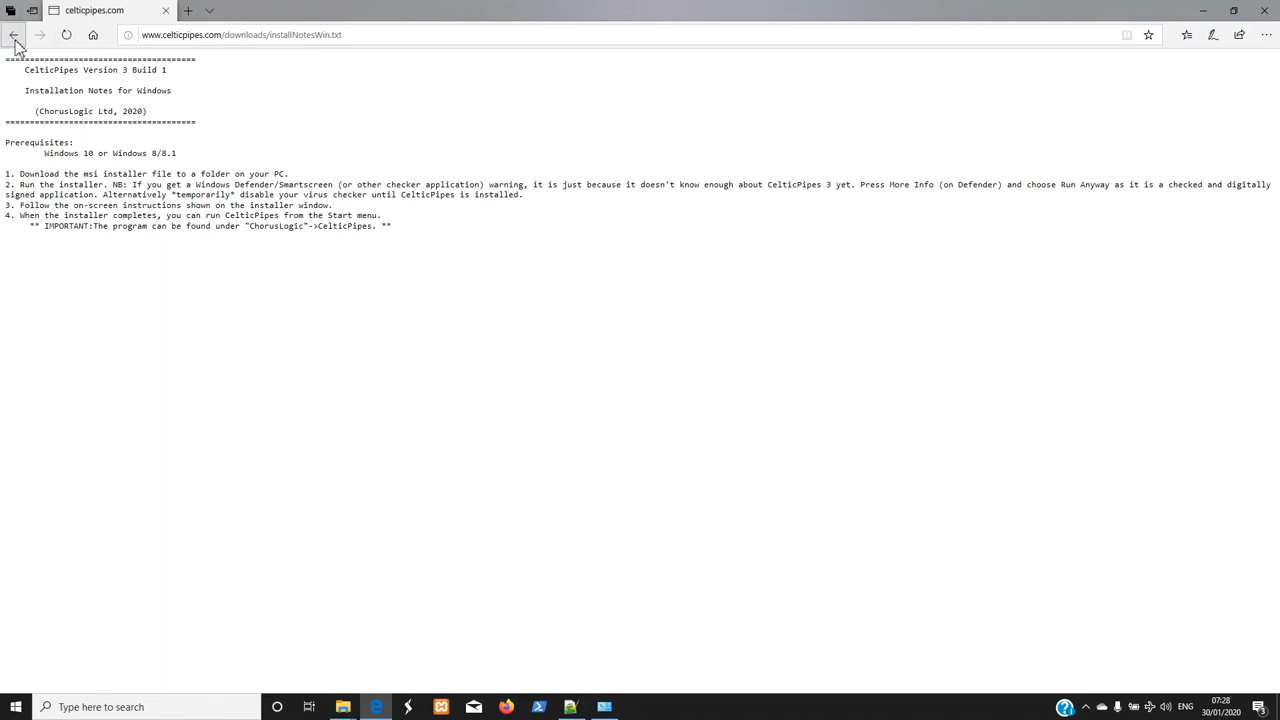 celticpipes.com
www.celticpipes.com/downloads/installNotesWin.txt
=======================================
CelticPipes Version 3 Build 1
Installation Notes for Windows
(ChorusLogic Ltd, 2020)
=======================================
Prerequisites:
Windows 10 or Windows 8/8.1
1. Download the msi installer file to a folder on your PC.
2. Run the installer. NB: If you get a Windows Defender/Smartscreen (or other checker application) warning, it is just because it doesn't know enough about CelticPipes 3 yet. Press More Info (on Defender) and choose Run Anyway as it is a checked and digitally
signed application. Alternatively *temporarily* disable your virus checker until CelticPipes is installed.
3. Follow the on-screen instructions shown on the installer window.
4. When the installer completes, you can run CelticPipes from the Start menu.
** IMPORTANT:The program can be found under "ChorusLogic"->CelticPipes. **
Type here to search
ENG
07:28
30/01/2020